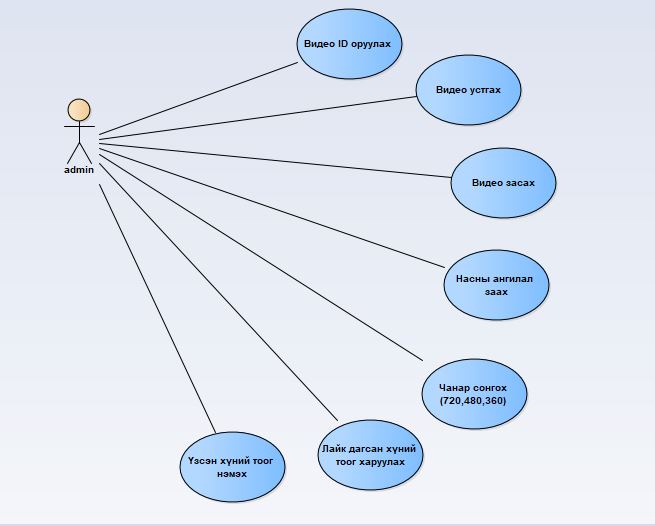 Видео ID оруулах
Видео устгах
admin
Видео засах
Насны ангилал
заах
Чанар сонгох
(720,480,360)
Лайк дагсан хүний
тоог харуулах
Үзсэн хүний тоог
нэмэх